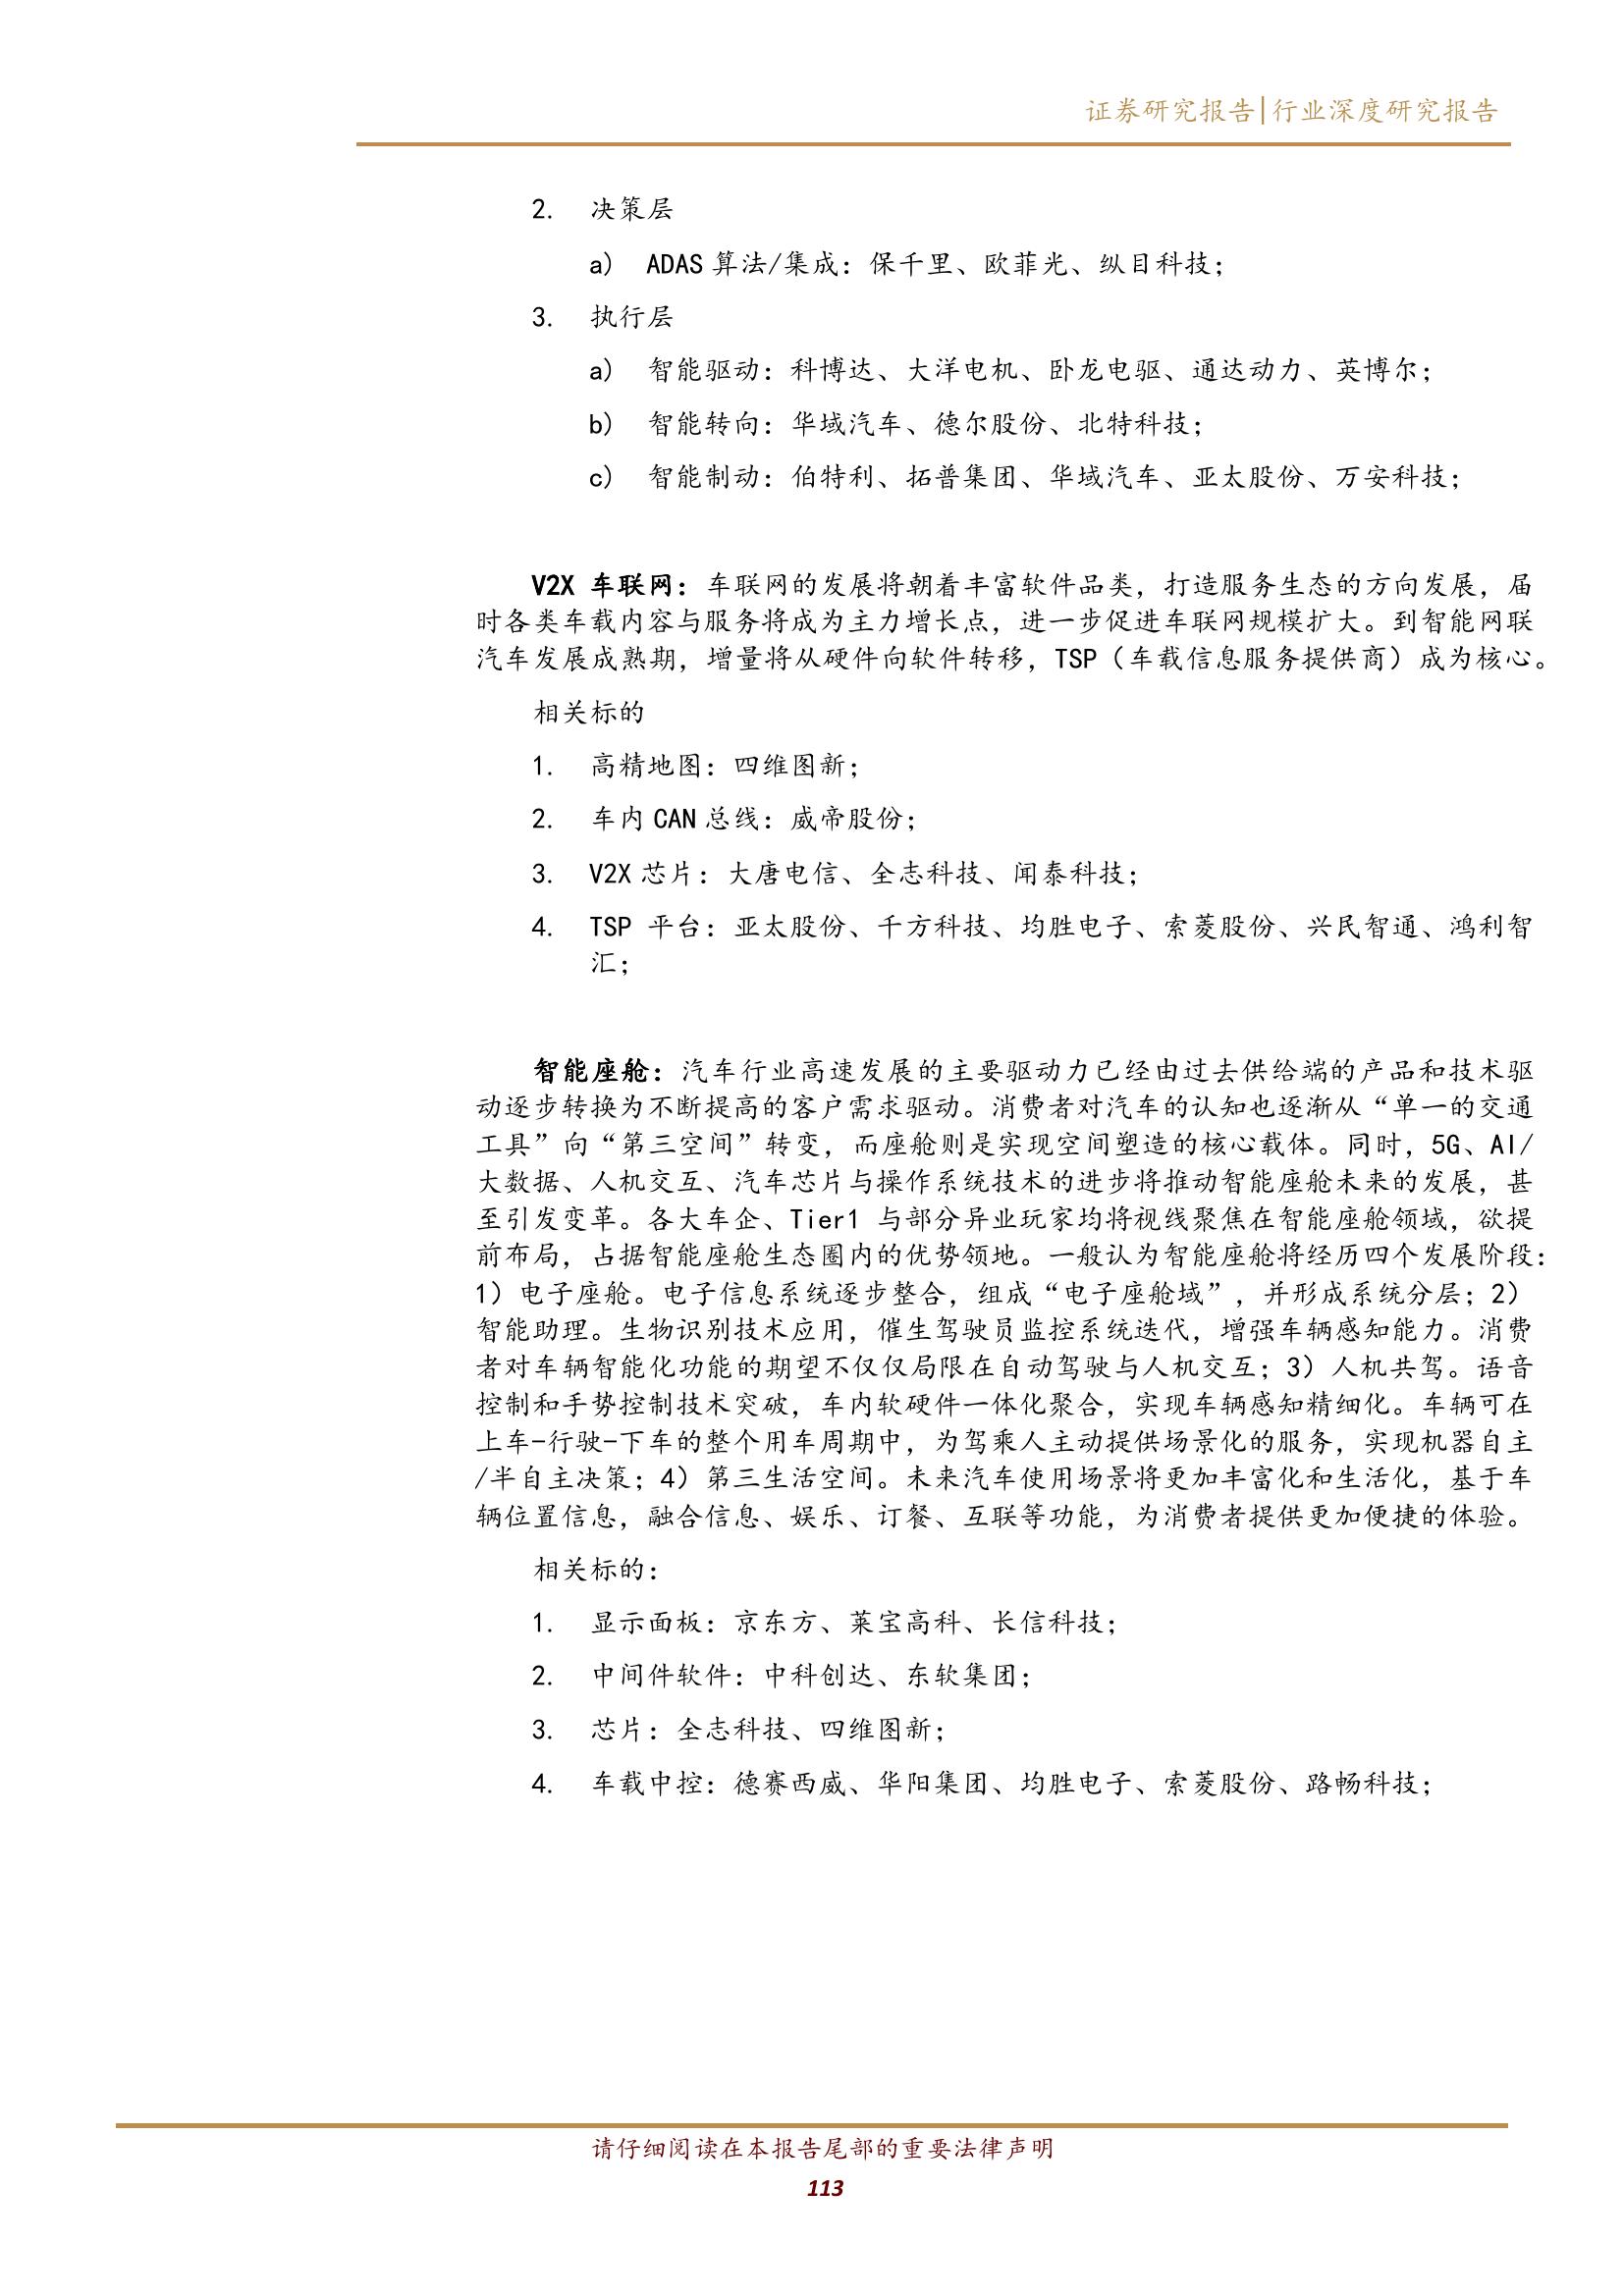 证券研究报告|行业深度研究报告
2. 决策层
a) ADAS 算法/集成：保千里、欧菲光、纵目科技；
3. 执行层
a) 智能驱动：科博达、大洋电机、卧龙电驱、通达动力、英博尔；
b) 智能转向：华域汽车、德尔股份、北特科技；
c) 智能制动：伯特利、拓普集团、华域汽车、亚太股份、万安科技；
V2X 车联网：车联网的发展将朝着丰富软件品类，打造服务生态的方向发展，届
时各类车载内容与服务将成为主力增长点，进一步促进车联网规模扩大。到智能网联
汽车发展成熟期，增量将从硬件向软件转移，TSP（车载信息服务提供商）成为核心。
相关标的
1. 高精地图：四维图新；
2. 车内 CAN 总线：威帝股份；
3. V2X 芯片：大唐电信、全志科技、闻泰科技；
4. TSP 平台：亚太股份、千方科技、均胜电子、索菱股份、兴民智通、鸿利智
汇；
智能座舱：汽车行业高速发展的主要驱动力已经由过去供给端的产品和技术驱
动逐步转换为不断提高的客户需求驱动。消费者对汽车的认知也逐渐从“单一的交通
工具”向“第三空间”转变，而座舱则是实现空间塑造的核心载体。同时，5G、AI/
大数据、人机交互、汽车芯片与操作系统技术的进步将推动智能座舱未来的发展，甚
至引发变革。各大车企、Tier1 与部分异业玩家均将视线聚焦在智能座舱领域，欲提
前布局，占据智能座舱生态圈内的优势领地。一般认为智能座舱将经历四个发展阶段：
1）电子座舱。电子信息系统逐步整合，组成“电子座舱域”，并形成系统分层；2）
智能助理。生物识别技术应用，催生驾驶员监控系统迭代，增强车辆感知能力。消费
者对车辆智能化功能的期望不仅仅局限在自动驾驶与人机交互；3）人机共驾。语音
控制和手势控制技术突破，车内软硬件一体化聚合，实现车辆感知精细化。车辆可在
上车-行驶-下车的整个用车周期中，为驾乘人主动提供场景化的服务，实现机器自主
/半自主决策；4）第三生活空间。未来汽车使用场景将更加丰富化和生活化，基于车
辆位置信息，融合信息、娱乐、订餐、互联等功能，为消费者提供更加便捷的体验。
相关标的：
1. 显示面板：京东方、莱宝高科、长信科技；
2. 中间件软件：中科创达、东软集团；
3. 芯片：全志科技、四维图新；
4. 车载中控：德赛西威、华阳集团、均胜电子、索菱股份、路畅科技；
请仔细阅读在本报告尾部的重要法律声明
113